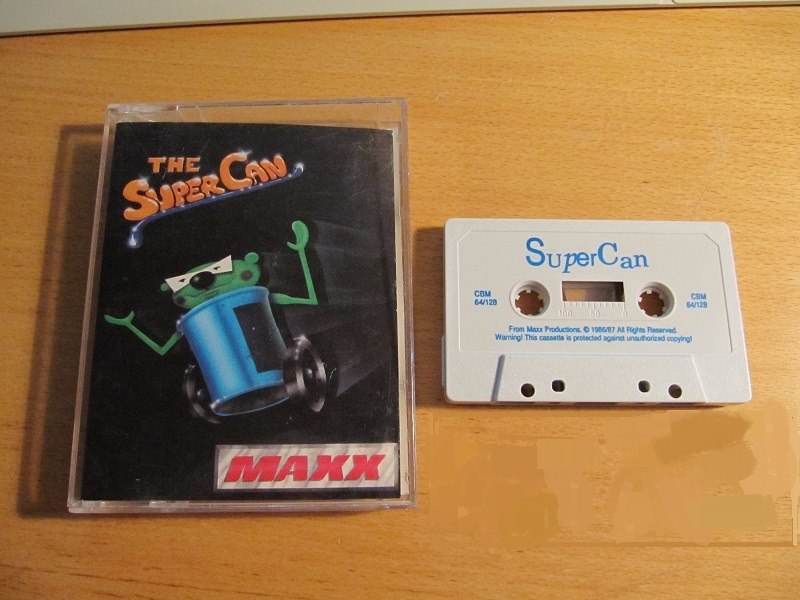 THE
SUPERCAN
MAXX
SuperCan
CBM
64/128
CBM
64/128
100 50 0
From Maxx Productions. © 1986/87 All Rights Reserved.
Warning! This cassette is protected against unauthorized copying!